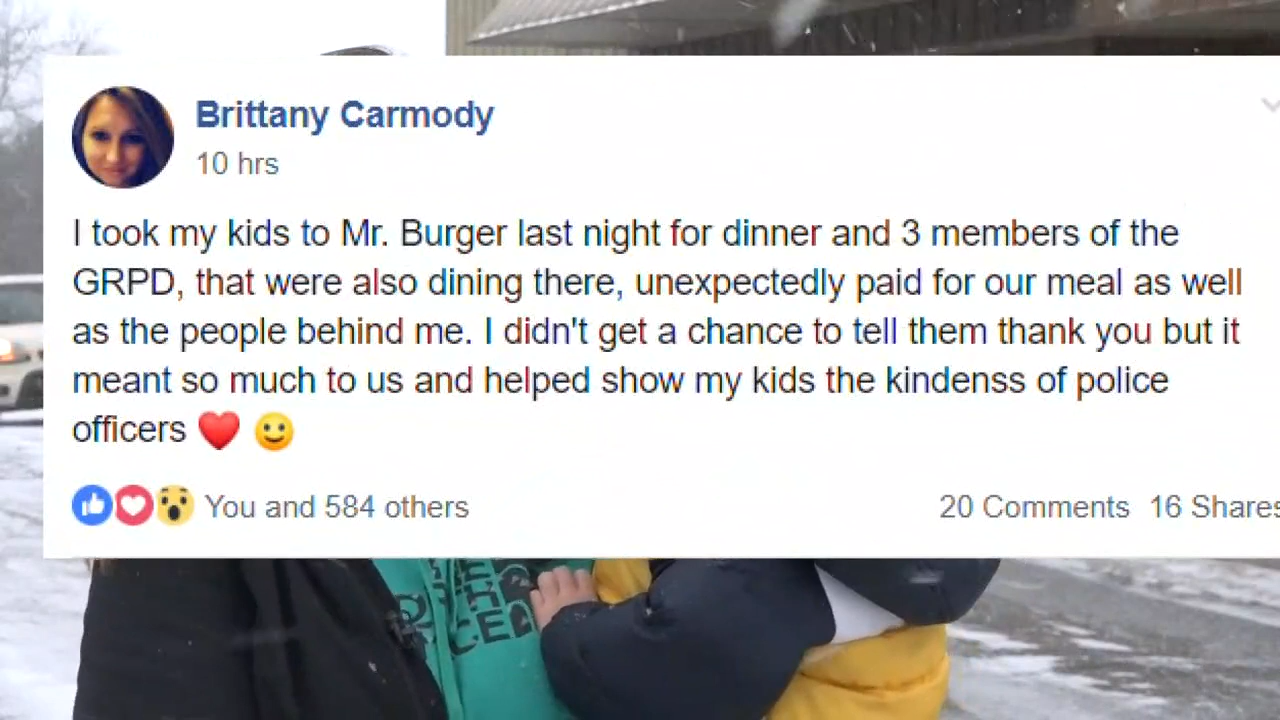 Brittany Carmody
10 hrs
I took my kids to Mr. Burger last night for dinner and 3 members of the
GRPD, that were also dining there, unexpectedly paid for our meal as well
as the people behind me. I didn't get a chance to tell them thank you but it
meant so much to us and helped show my kids the kindenss of police
officers ❤️ 🙂
You and 584 others
20 Comments 16 Shares